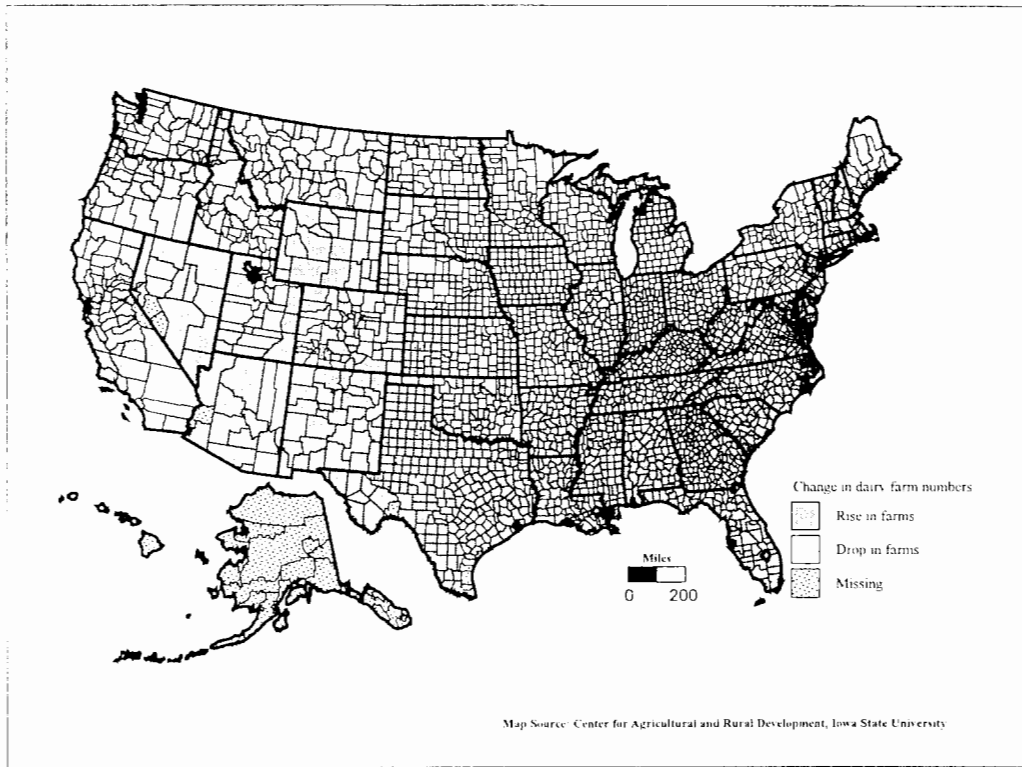 Change in dairy farm numbers
Rise in farms
Drop in farms
Missing
Miles
0 200
Map Source: Center for Agricultural and Rural Development, Iowa State University